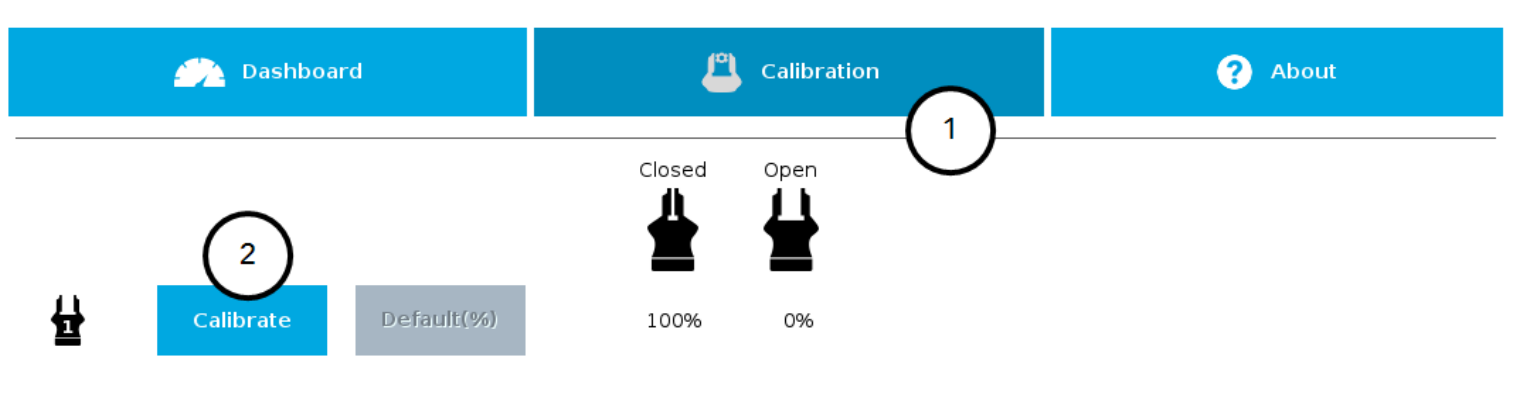 Dashboard
Calibration
? About
1
Closed
Open
2
1
Calibrate
Default(%)
100%
0%